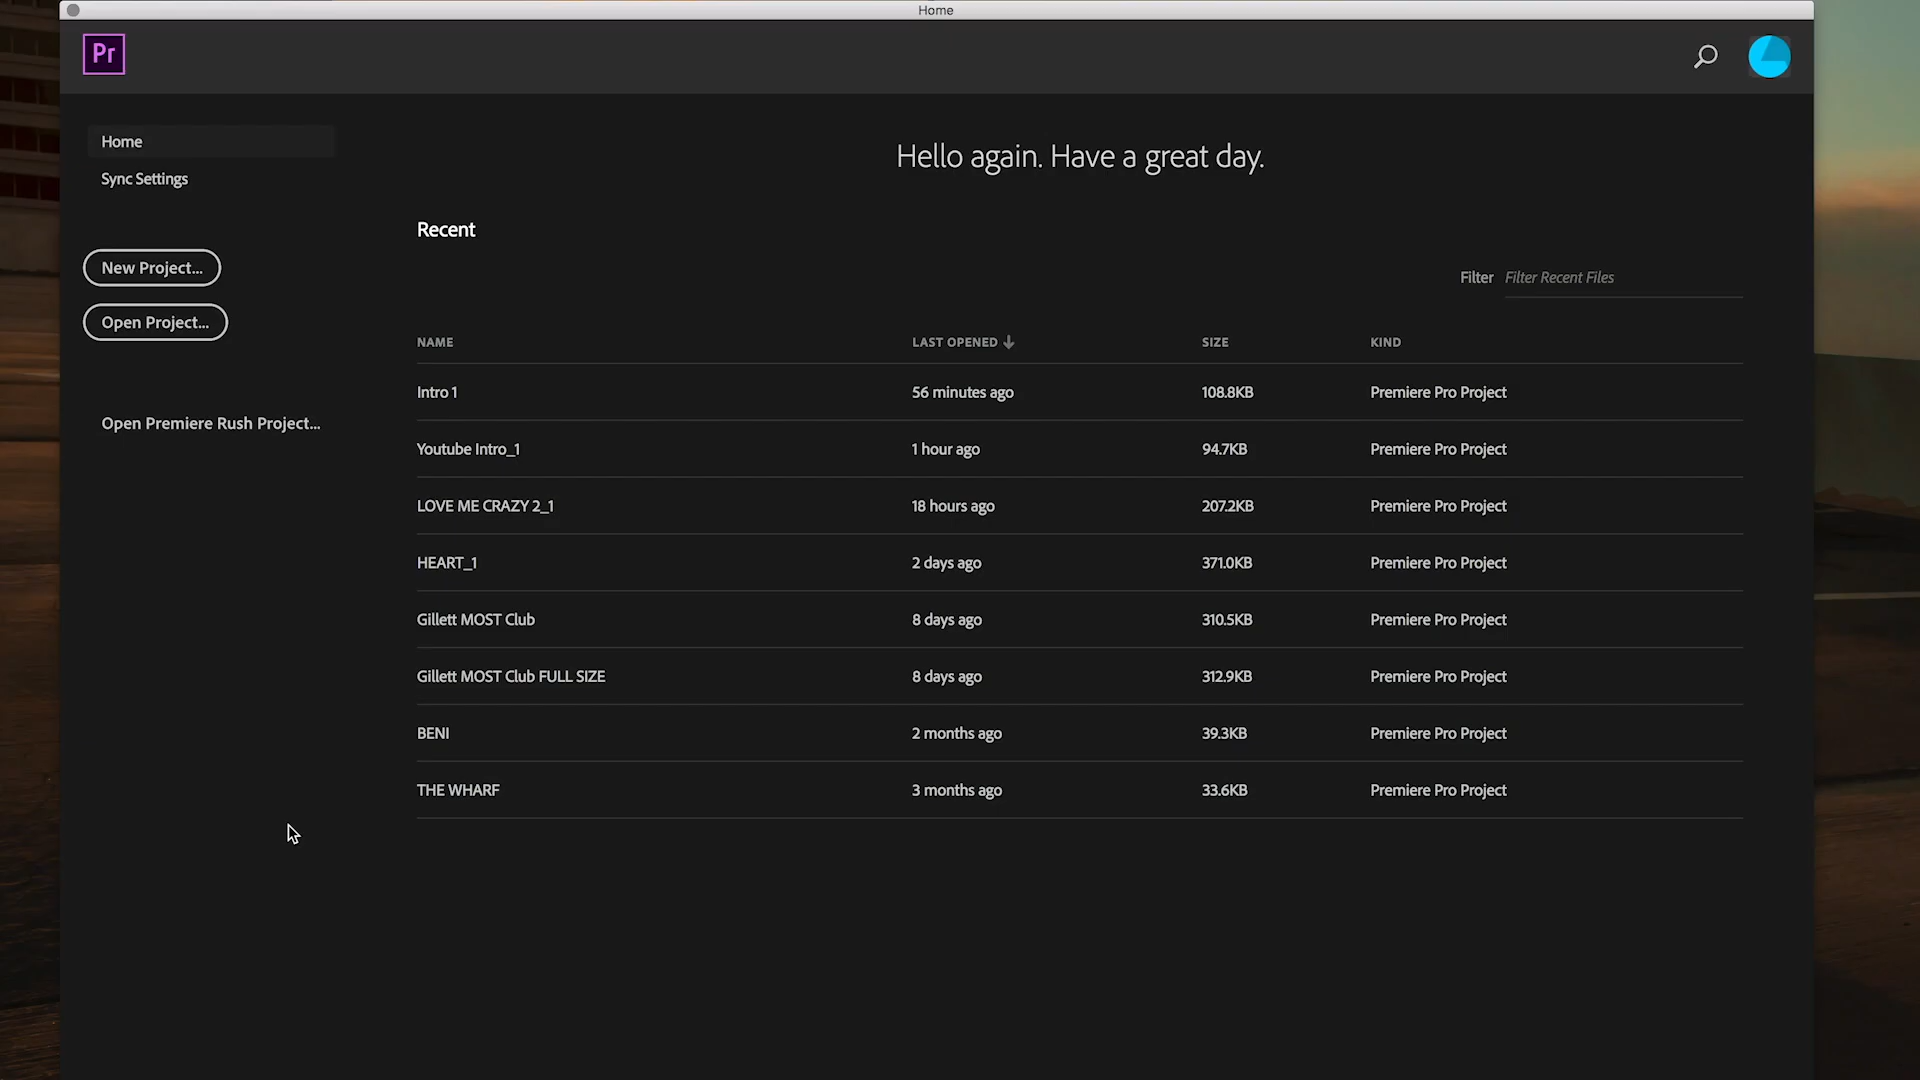 Home
Pr
Home
Sync Settings
New Project...
Open Project...
Open Premiere Rush Project...
Hello again. Have a great day.
Recent
Filter Filter Recent Files
NAME LAST OPENED SIZE KIND
Intro 1 56 minutes ago 108.8KB Premiere Pro Project
Youtube Intro_1 1 hour ago 94.7KB Premiere Pro Project
LOVE ME CRAZY 2_1 18 hours ago 207.2KB Premiere Pro Project
HEART_1 2 days ago 371.0KB Premiere Pro Project
Gillett MOST Club 8 days ago 310.5KB Premiere Pro Project
Gillett MOST Club FULL SIZE 8 days ago 312.9KB Premiere Pro Project
BENI 2 months ago 39.3KB Premiere Pro Project
THE WHARF 3 months ago 33.6KB Premiere Pro Project